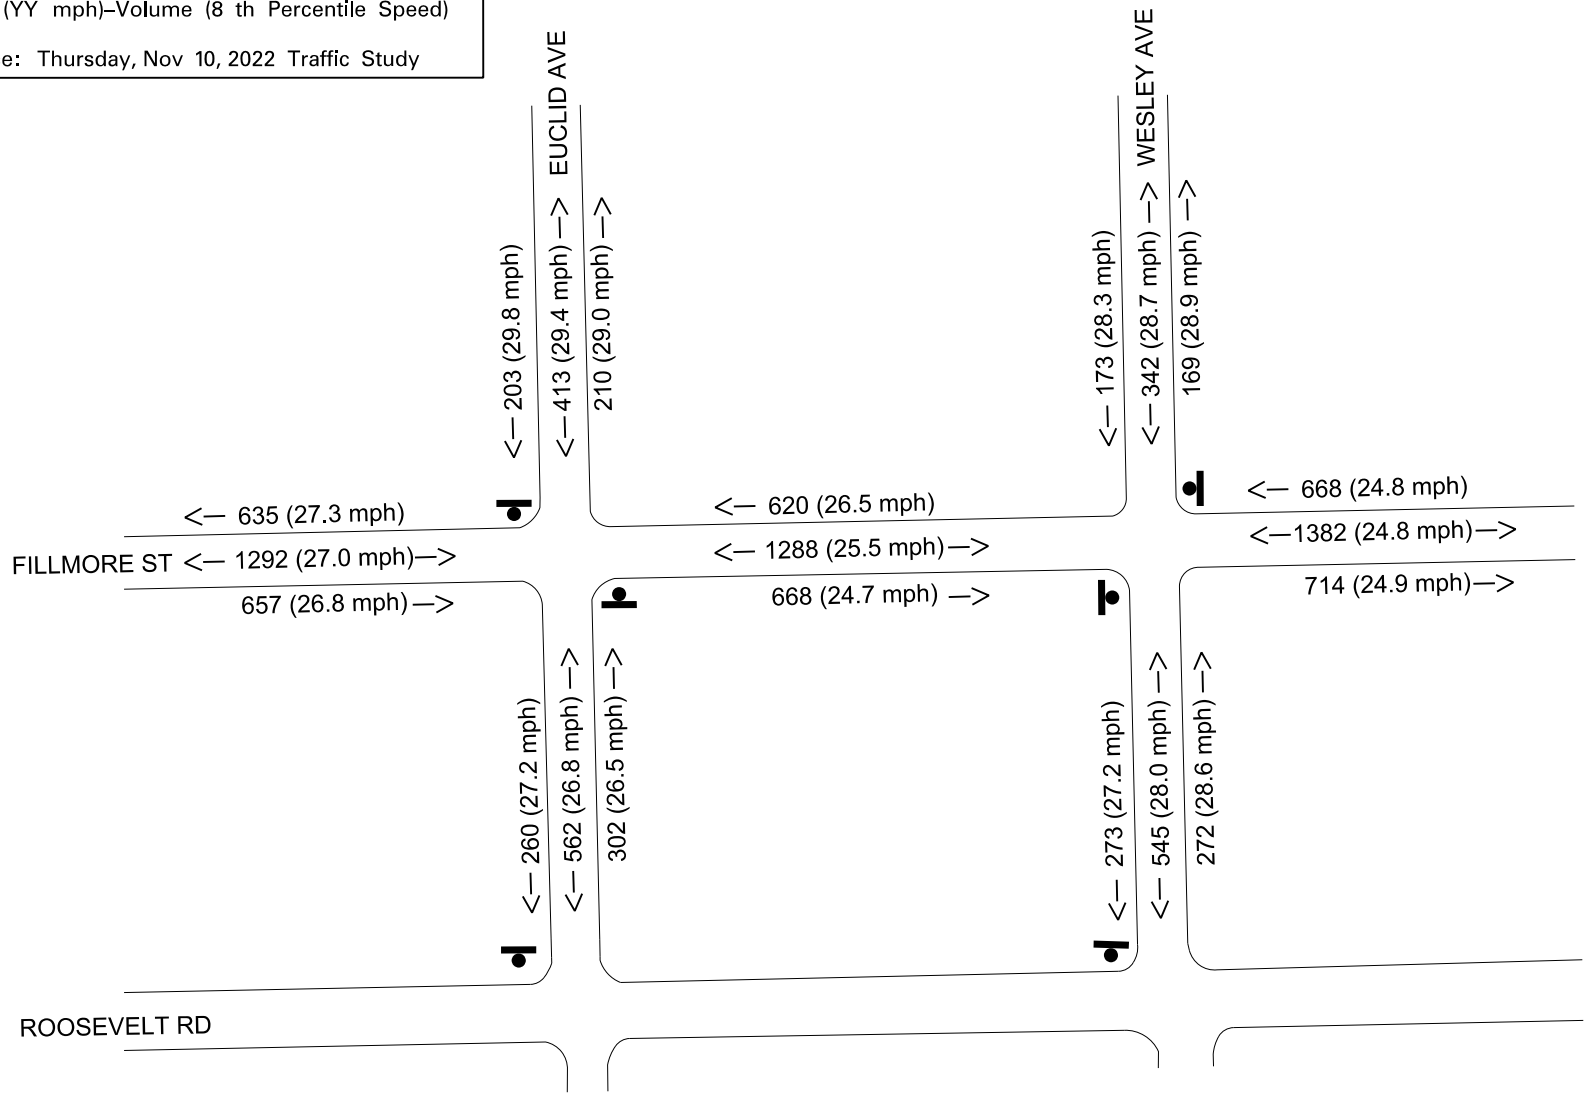 (YY mph)–Volume (8 th Percentile Speed)
Thursday, Nov 10, 2022 Traffic Study
EUCLID AVE
WESLEY AVE
<— 203 (29.8 mph)
<—413 (29.4 mph) —>
210 (29.0 mph) —>
<— 173 (28.3 mph)
<— 342 (28.7 mph) —>
169 (28.9 mph) —>
<— 635 (27.3 mph)
<— 620 (26.5 mph)
<— 668 (24.8 mph)
FILLMORE ST <— 1292 (27.0 mph)—>
<— 1288 (25.5 mph)—>
<—1382 (24.8 mph)—>
657 (26.8 mph)—>
668 (24.7 mph) —>
714 (24.9 mph)—>
<— 260 (27.2 mph)
<— 562 (26.8 mph) —>
302 (26.5 mph) —>
<— 273 (27.2 mph)
<— 545 (28.0 mph) —>
272 (28.6 mph) —>
ROOSEVELT RD